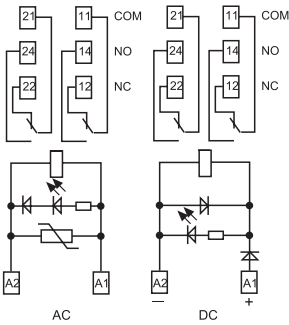 21 11 COM 21 11 COM
24 14 NO 24 14 NO
22 12 NC 22 12 NC
A2 A1 A2 A1
— +
AC DC